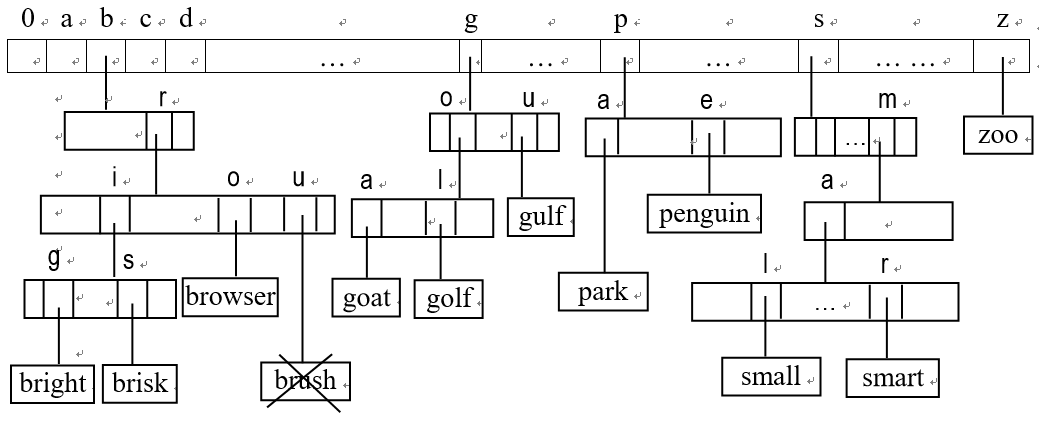 0 a b c d g p s z
… … … … …
r o u a e m
…
i o u a l a
gulf penguin zoo
g s l r
browser goat golf park …
bright brisk brush small smart